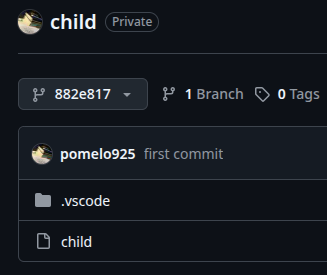 child Private
882e817 1 Branch 0 Tags
pomelo925 first commit
.vscode
child